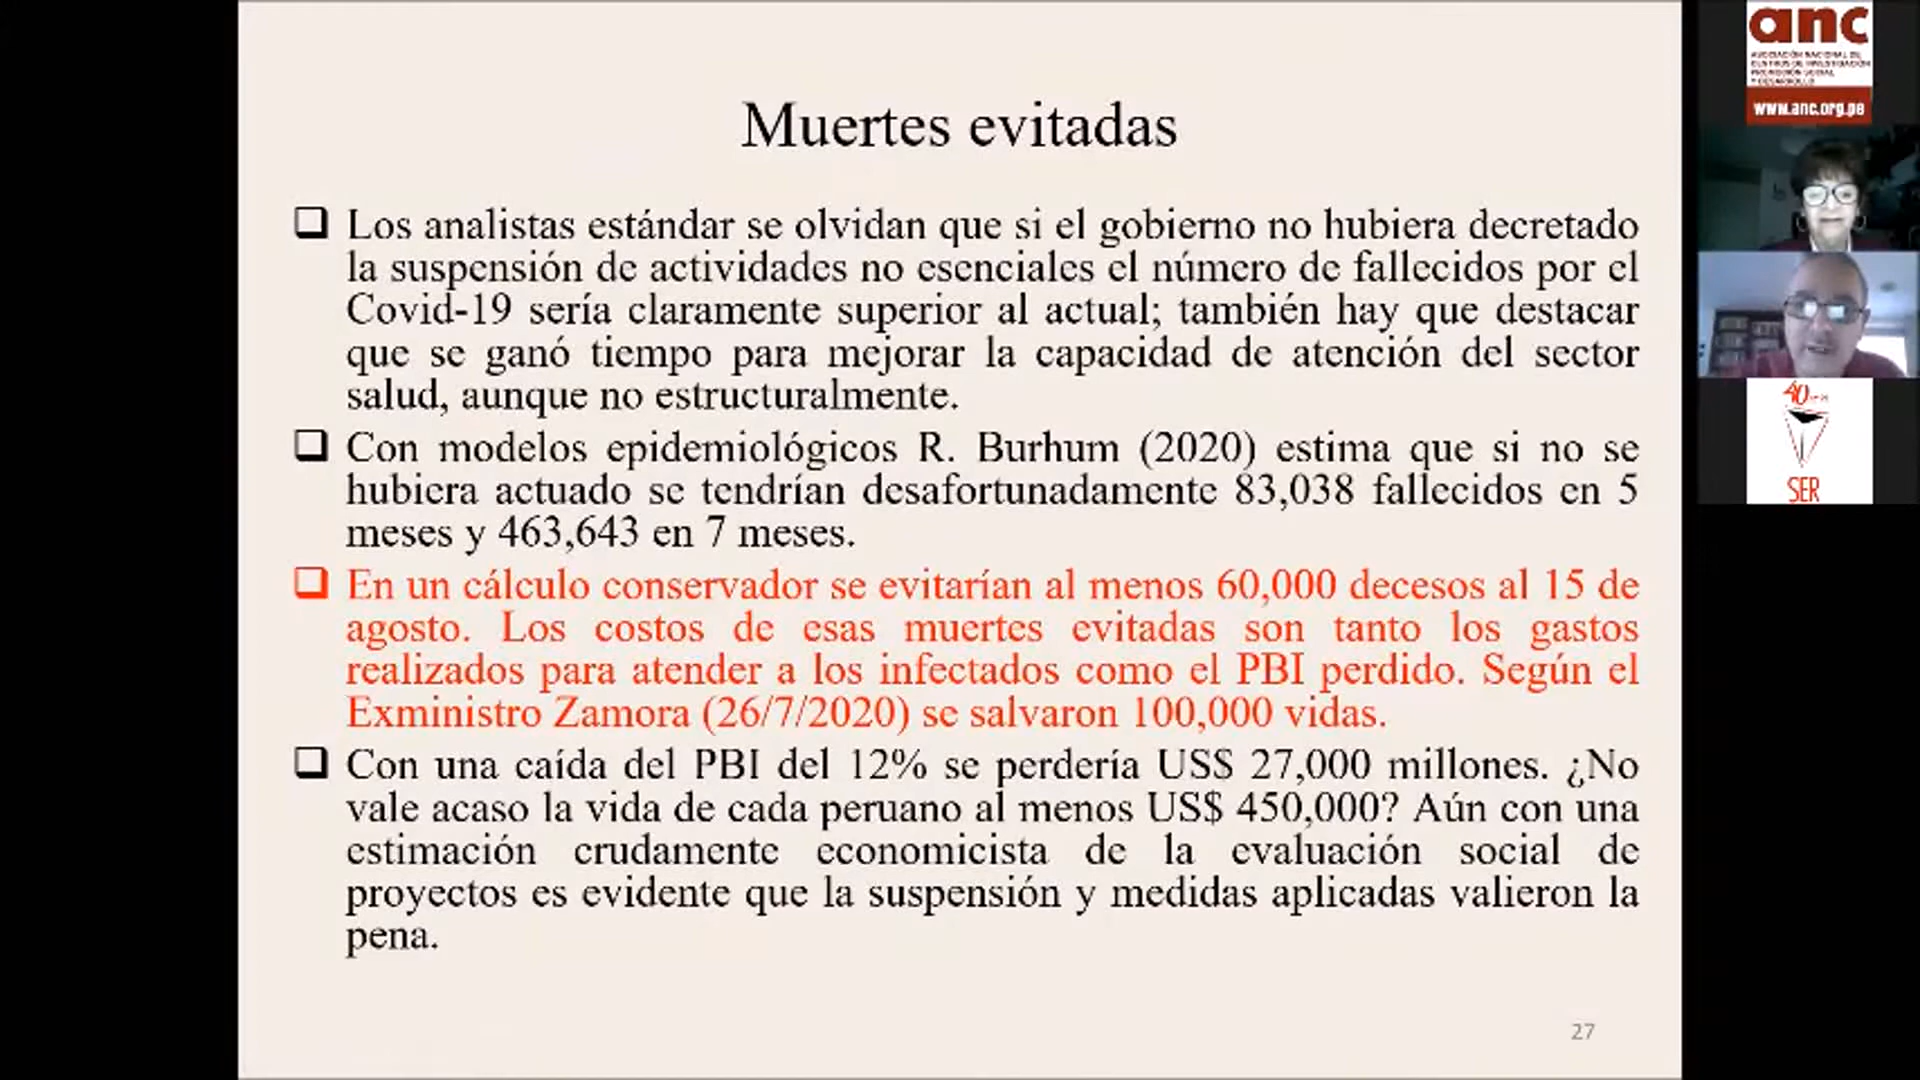 Muertes evitadas
Los analistas estándar se olvidan que si el gobierno no hubiera decretado
la suspensión de actividades no esenciales el número de fallecidos por el
Covid-19 sería claramente superior al actual; también hay que destacar
que se ganó tiempo para mejorar la capacidad de atención del sector
salud, aunque no estructuralmente.
Con modelos epidemiológicos R. Burhum (2020) estima que si no se
hubiera actuado se tendrían desafortunadamente 83,038 fallecidos en 5
meses y 463,643 en 7 meses.
En un cálculo conservador se evitarían al menos 60,000 decesos al 15 de
agosto. Los costos de esas muertes evitadas son tanto los gastos
realizados para atender a los infectados como el PBI perdido. Según el
Exministro Zamora (26/7/2020) se salvaron 100,000 vidas.
Con una caída del PBI del 12% se perdería US$ 27,000 millones. ¿No
vale acaso la vida de cada peruano al menos US$ 450,000? Aún con una
estimación crudamente economicista de la evaluación social de
proyectos es evidente que la suspensión y medidas aplicadas valieron la
pena.
27
anc
ASOCIACIÓN NACIONAL DE
CENTROS DE INVESTIGACIÓN
PROMOCIÓN SOCIAL
Y DESARROLLO
www.anc.org.pe
40
SER